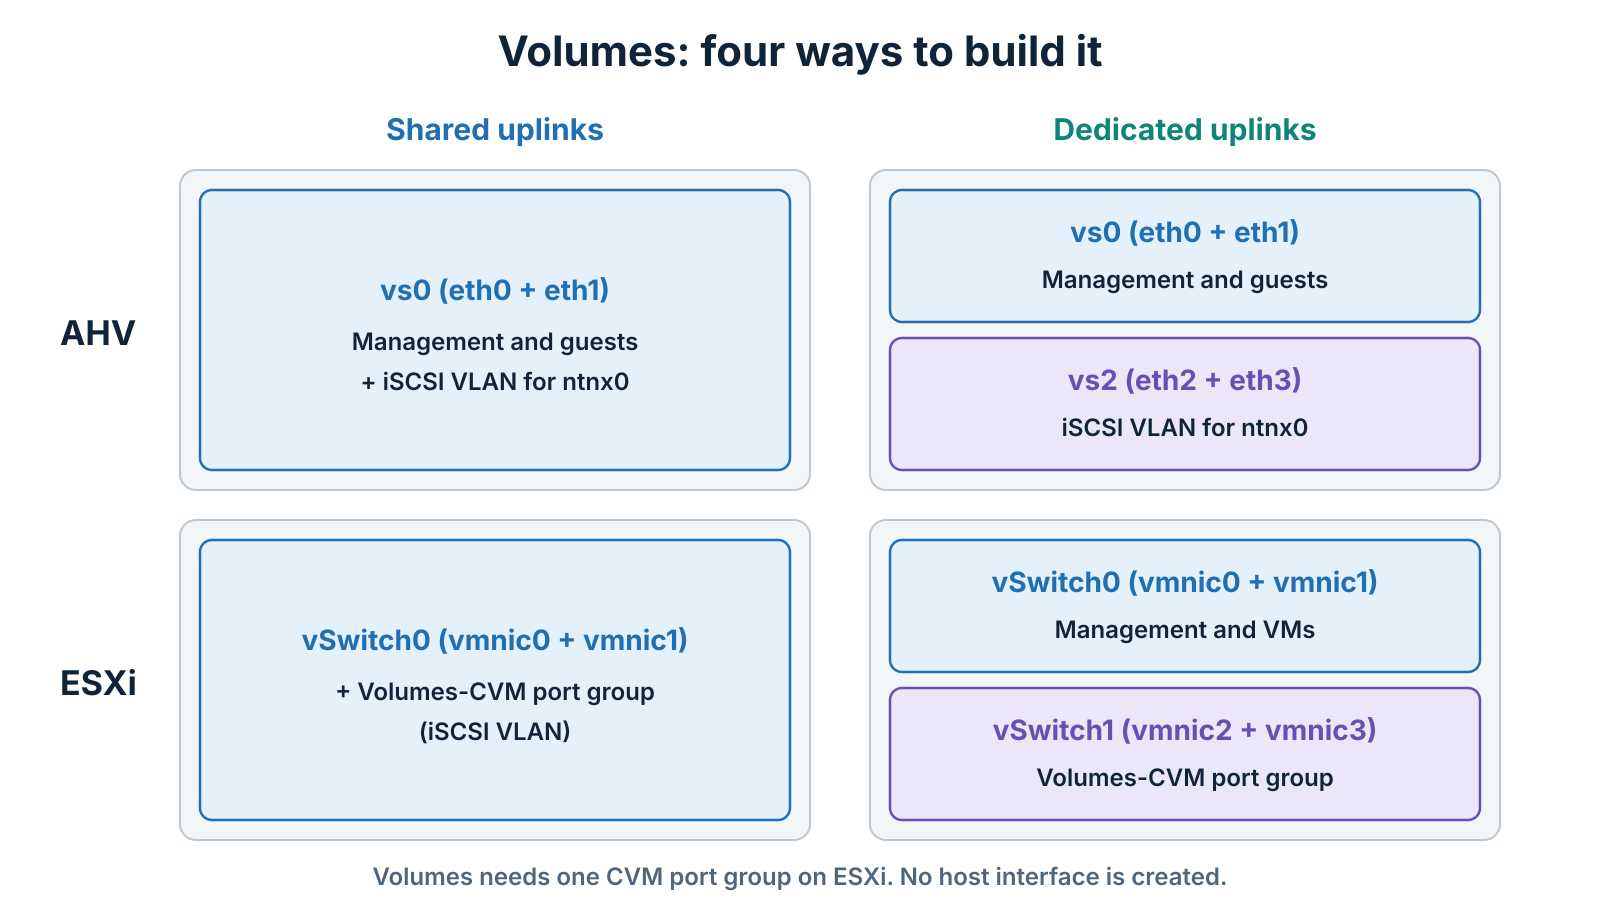 Volumes: four ways to build it
Shared uplinks
Dedicated uplinks
AHV
vs0 (eth0 + eth1)
Management and guests
+ iSCSI VLAN for ntnx0
vs0 (eth0 + eth1)
Management and guests
vs2 (eth2 + eth3)
iSCSI VLAN for ntnx0
ESXi
vSwitch0 (vmnic0 + vmnic1)
+ Volumes-CVM port group
(iSCSI VLAN)
vSwitch0 (vmnic0 + vmnic1)
Management and VMs
vSwitch1 (vmnic2 + vmnic3)
Volumes-CVM port group
Volumes needs one CVM port group on ESXi. No host interface is created.